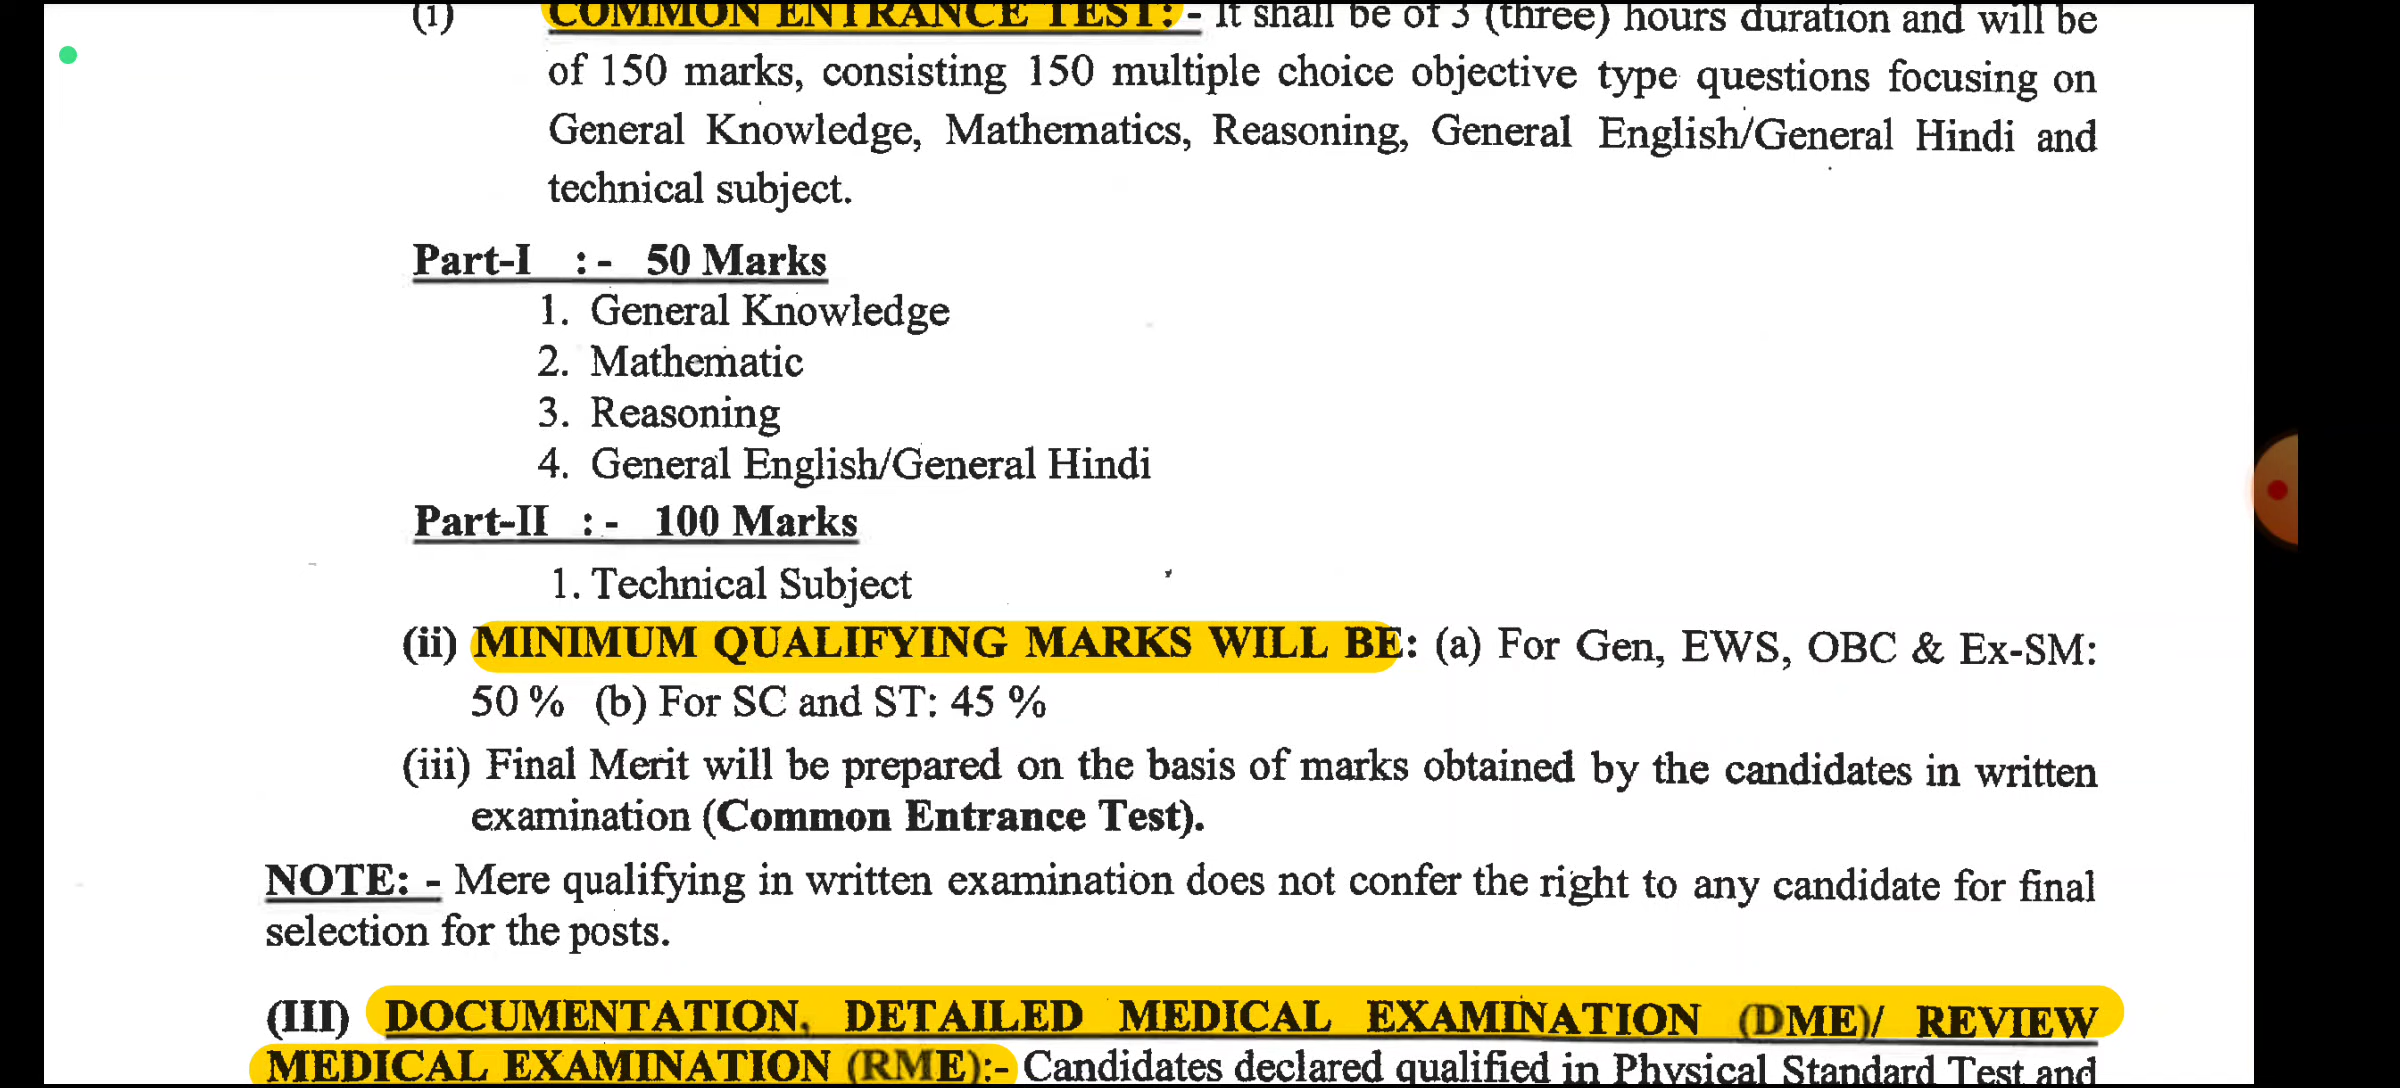 (i) COMMON ENTRANCE TEST: - It shall be of 3 (three) hours duration and will be
of 150 marks, consisting 150 multiple choice objective type questions focusing on
General Knowledge, Mathematics, Reasoning, General English/General Hindi and
technical subject.
Part-I :- 50 Marks
1. General Knowledge
2. Mathematic
3. Reasoning
4. General English/General Hindi
Part-II :- 100 Marks
1. Technical Subject
(ii) MINIMUM QUALIFYING MARKS WILL BE: (a) For Gen, EWS, OBC & Ex-SM:
50 % (b) For SC and ST: 45 %
(iii) Final Merit will be prepared on the basis of marks obtained by the candidates in written
examination (Common Entrance Test).
NOTE: - Mere qualifying in written examination does not confer the right to any candidate for final
selection for the posts.
(III) DOCUMENTATION, DETAILED MEDICAL EXAMINATION (DME)/ REVIEW
MEDICAL EXAMINATION (RME):- Candidates declared qualified in Physical Standard Test and